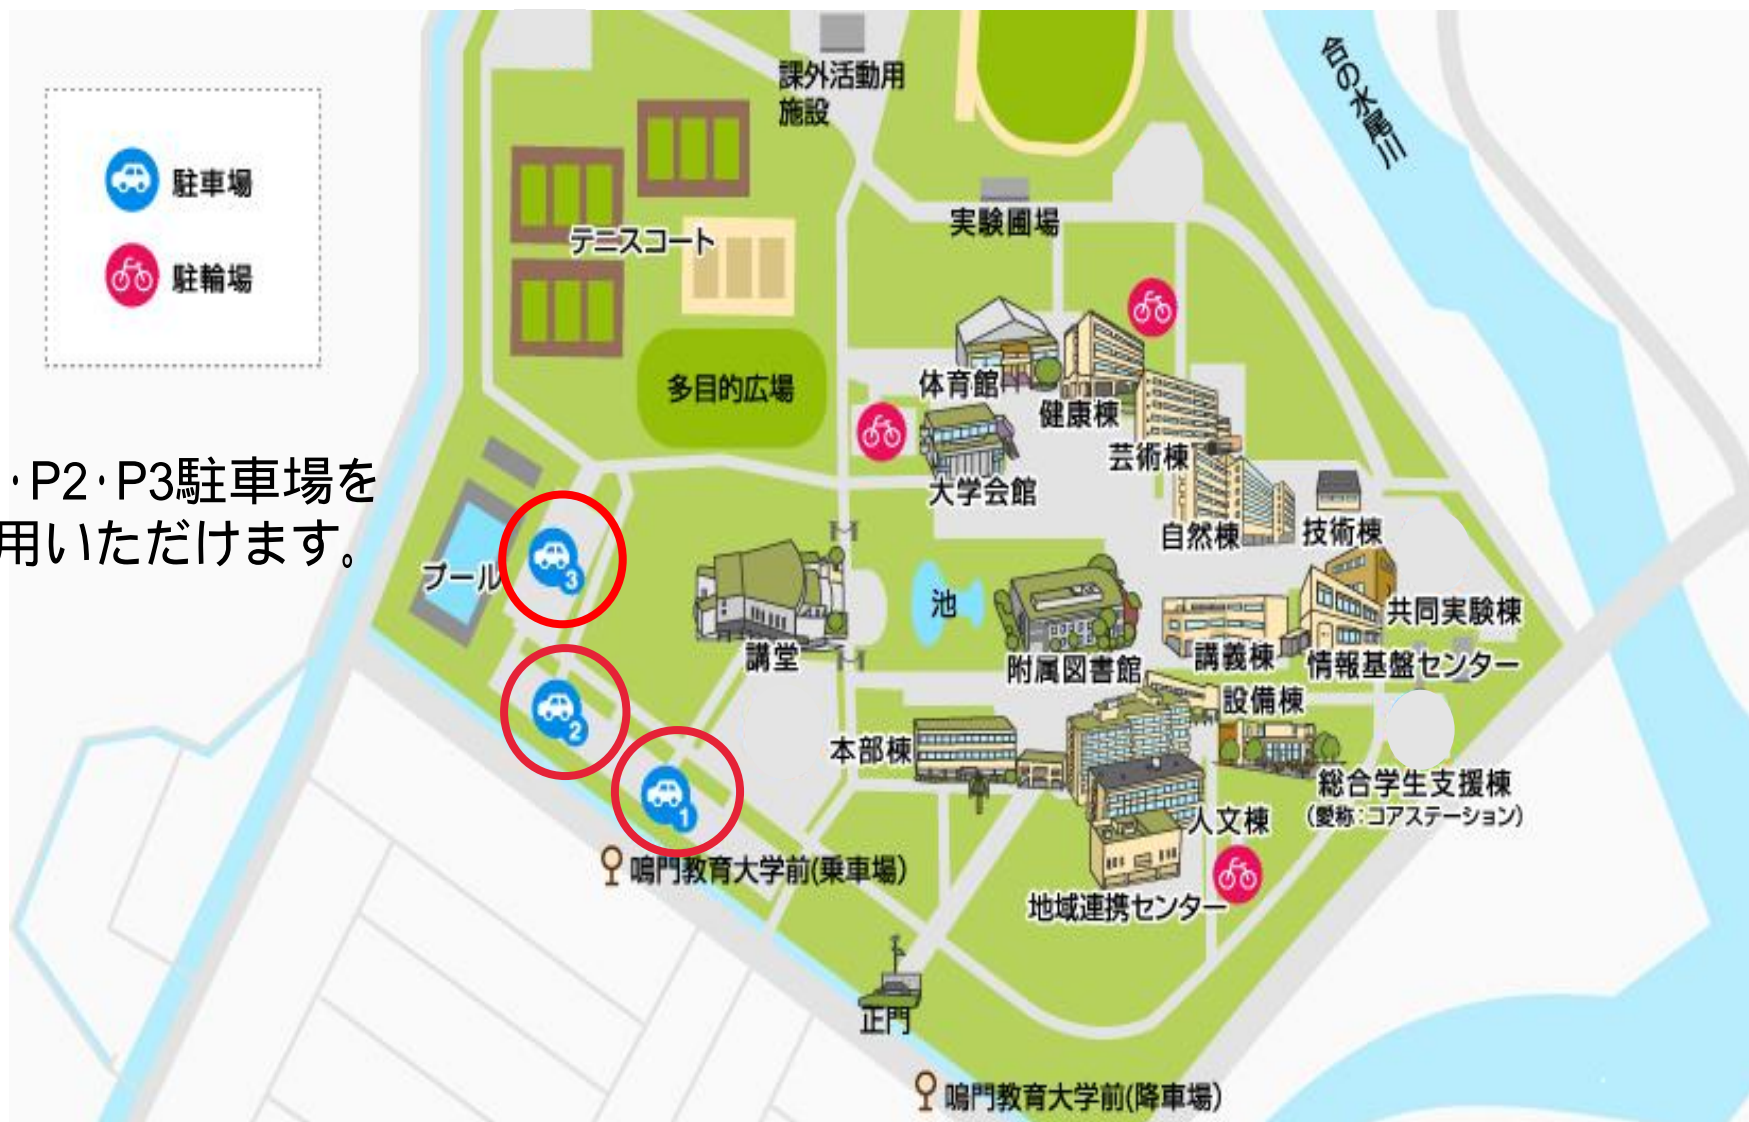 課外活動用
施設
合の水尾川
駐車場
駐輪場
テニスコート
実験圃場
多目的広場
体育館
健康棟
芸術棟
大学会館
自然棟
技術棟
・P2・P3駐車場を
用いただけます。
プール
3
池
共同実験棟
講堂
附属図書館
講義棟
情報基盤センター
2
設備棟
本部棟
総合学生支援棟
(愛称:コアステーション)
1
人文棟
鳴門教育大学前(乗車場)
地域連携センター
正門
鳴門教育大学前(降車場)